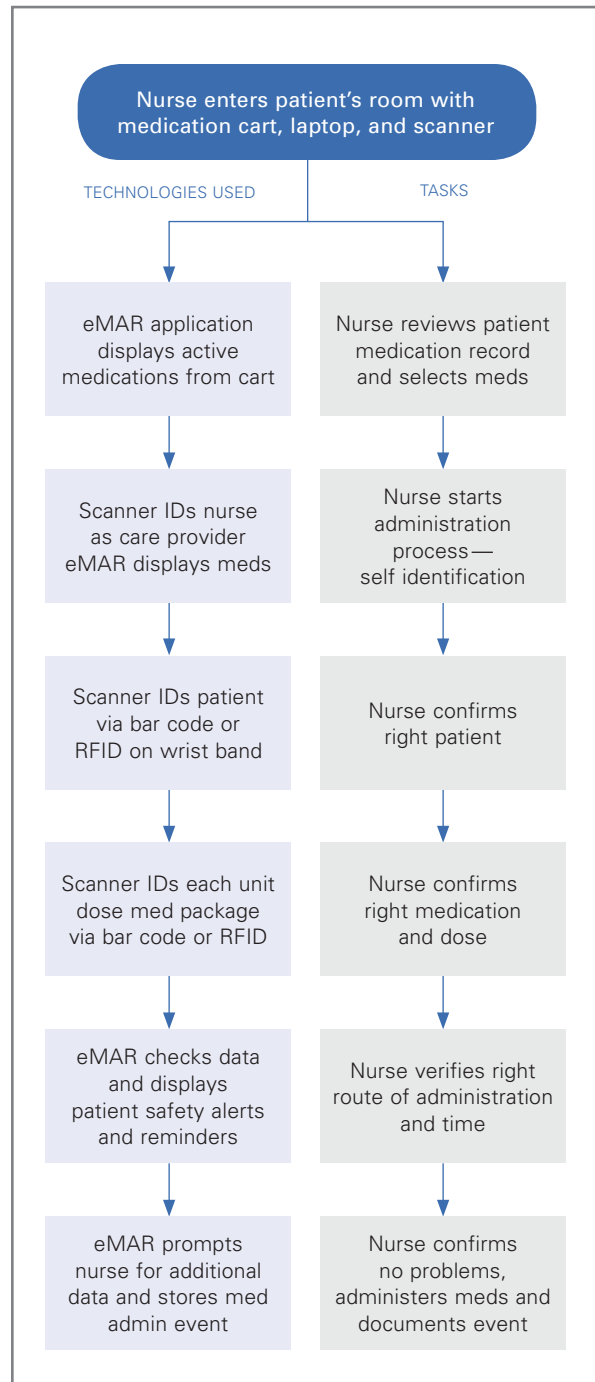 Nurse enters patient's room with
medication cart, laptop, and scanner
TECHNOLOGIES USED
TASKS
eMAR application
displays active
medications from cart
Nurse reviews patient
medication record
and selects meds
Scanner IDs nurse
as care provider
eMAR displays meds
Nurse starts
administration
process—
self identification
Scanner IDs patient
via bar code or
RFID on wrist band
Nurse confirms
right patient
Scanner IDs each unit
dose med package
via bar code or RFID
Nurse confirms
right medication
and dose
eMAR checks data
and displays
patient safety alerts
and reminders
Nurse verifies right
route of administration
and time
eMAR prompts
nurse for additional
data and stores med
admin event
Nurse confirms
no problems,
administers meds and
documents event